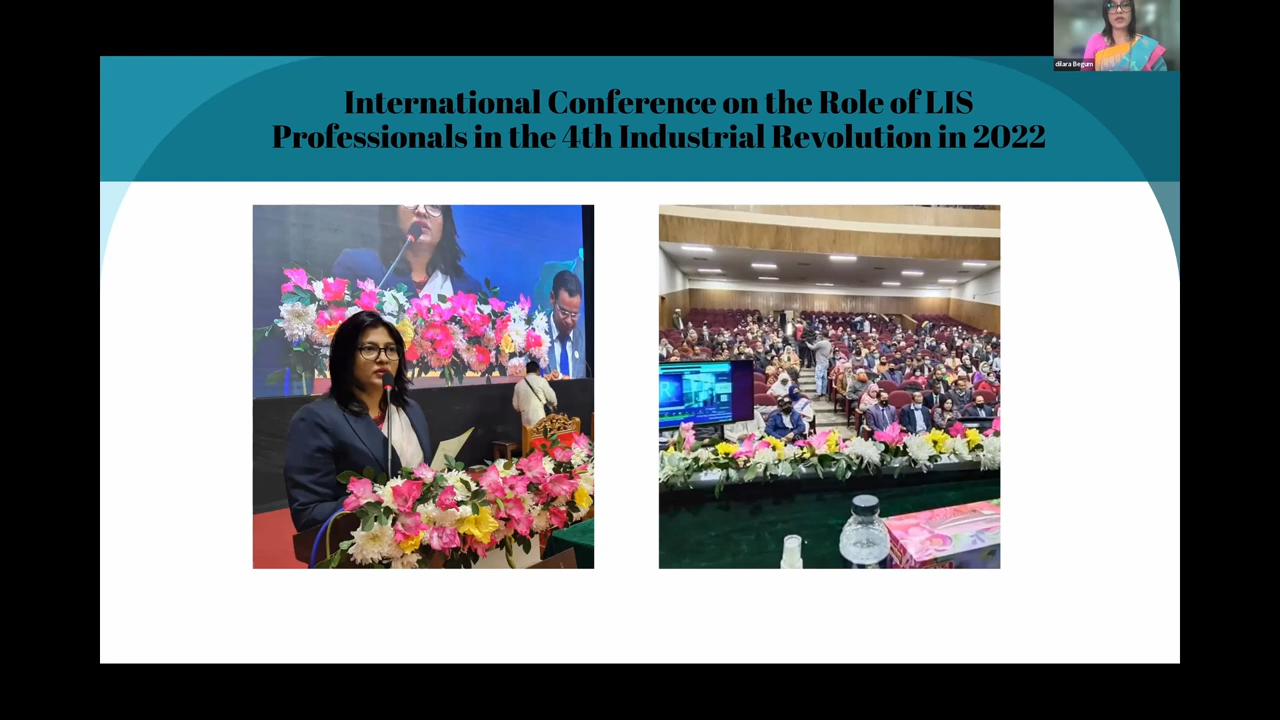 dilara Begum
International Conference on the Role of LIS
Professionals in the 4th Industrial Revolution in 2022